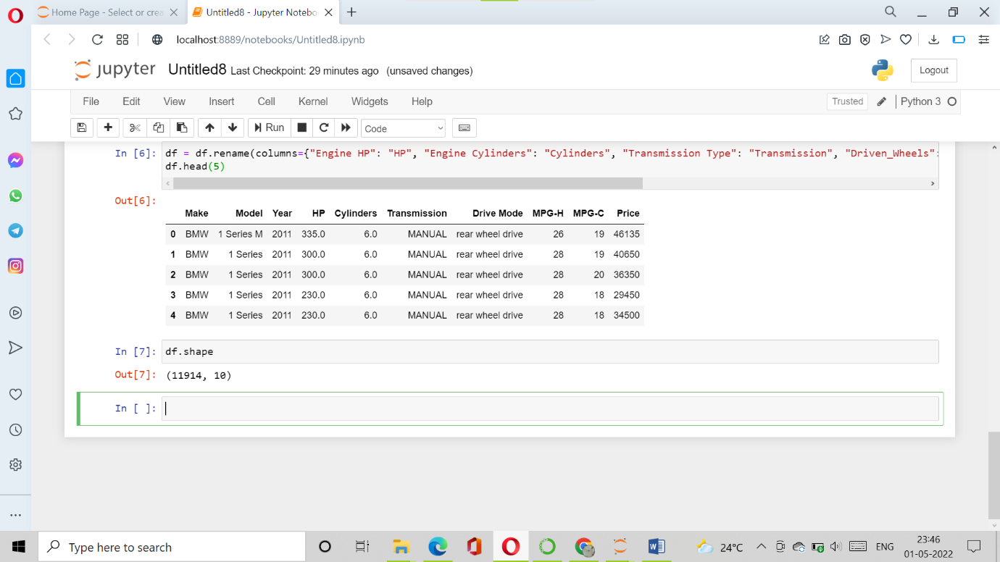 Home Page - Select or crea
Untitled8 - Jupyter Notebo
localhost:8889/notebooks/Untitled8.ipynb
jupyter Untitled8 Last Checkpoint: 29 minutes ago (unsaved changes)
Logout
File Edit View Insert Cell Kernel Widgets Help
Trusted Python 3
Run Code
In [6]: df = df.rename(columns={"Engine HP": "HP", "Engine Cylinders": "Cylinders", "Transmission Type": "Transmission", "Driven_Wheels":
df.head(5)
Out[6]:
Make Model Year HP Cylinders Transmission Drive Mode MPG-H MPG-C Price
0 BMW 1 Series M 2011 335.0 6.0 MANUAL rear wheel drive 26 19 46135
1 BMW 1 Series 2011 300.0 6.0 MANUAL rear wheel drive 28 19 40650
2 BMW 1 Series 2011 300.0 6.0 MANUAL rear wheel drive 28 20 36350
3 BMW 1 Series 2011 230.0 6.0 MANUAL rear wheel drive 28 18 29450
4 BMW 1 Series 2011 230.0 6.0 MANUAL rear wheel drive 28 18 34500
In [7]: df.shape
Out[7]: (11914, 10)
In [ ]:
Type here to search
24°C
ENG
23:46
01-05-2022